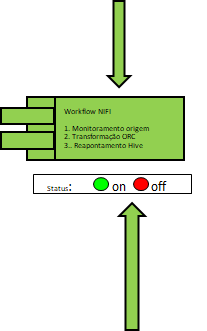 Workflow NIFI
1. Monitoramento origem
2. Transformação ORC
3.. Reapontamento Hive
Status: on off